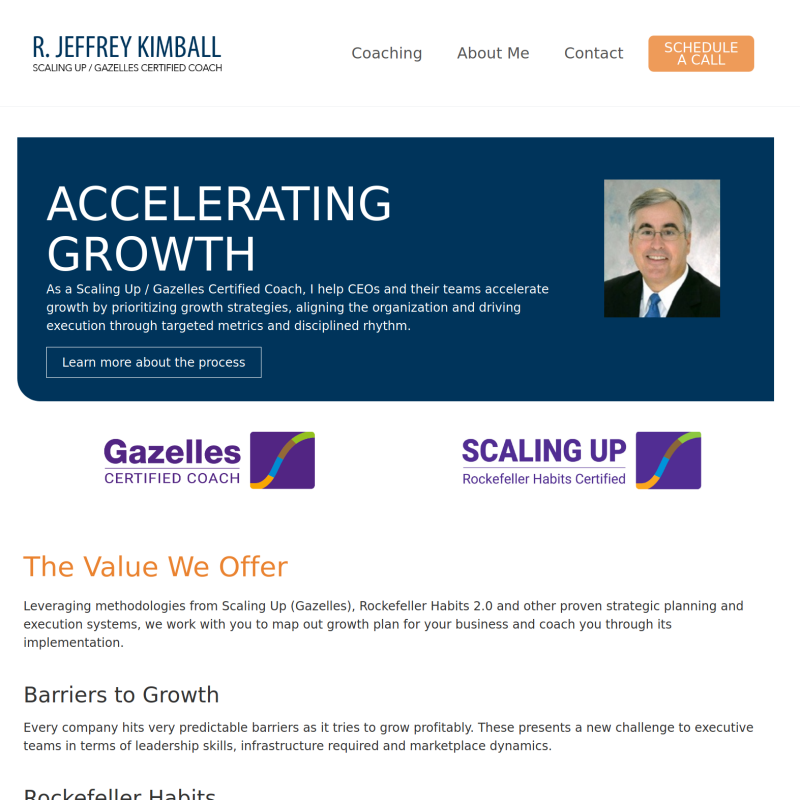 R. JEFFREY KIMBALL
SCALING UP / GAZELLES CERTIFIED COACH
Coaching
About Me
Contact
SCHEDULE
A CALL
ACCELERATING
GROWTH
As a Scaling Up / Gazelles Certified Coach, I help CEOs and their teams accelerate
growth by prioritizing growth strategies, aligning the organization and driving
execution through targeted metrics and disciplined rhythm.
Learn more about the process
Gazelles
CERTIFIED COACH
SCALING UP
Rockefeller Habits Certified
The Value We Offer
Leveraging methodologies from Scaling Up (Gazelles), Rockefeller Habits 2.0 and other proven strategic planning and
execution systems, we work with you to map out growth plan for your business and coach you through its
implementation.
Barriers to Growth
Every company hits very predictable barriers as it tries to grow profitably. These presents a new challenge to executive
teams in terms of leadership skills, infrastructure required and marketplace dynamics.
Rockefeller Habits